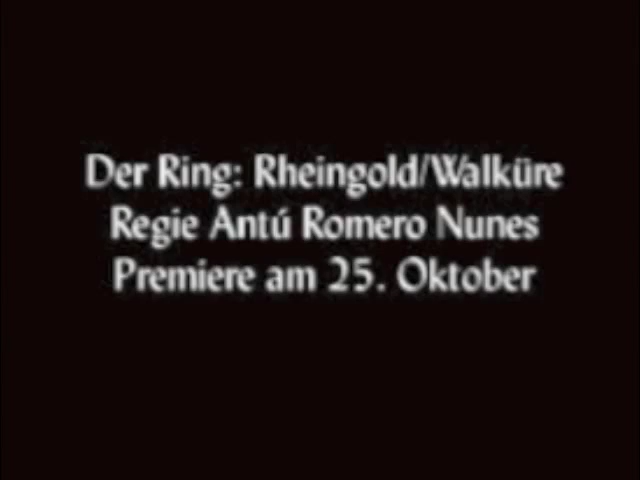 Der Ring: Rheingold/Walküre
Regie Antú Romero Nunes
Premiere am 25. Oktober